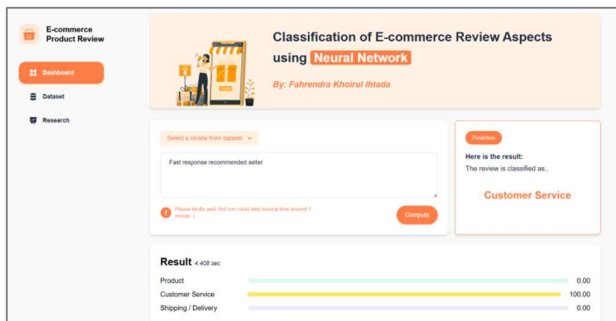 E-commerce
Product Review
Dashboard
Dataset
Research
Classification of E-commerce Review Aspects
using Neural Network
By: Fahrendra Khoirul Ihtada
Select a review from dataset
Fast response recommended seller
Please kindly wait, first run could take several time around 1
minute :)
Compute
Prediction
Here is the result:
The review is classified as..
Customer Service
Result 4.408 sec
Product 0.00
Customer Service 100.00
Shipping / Delivery 0.00